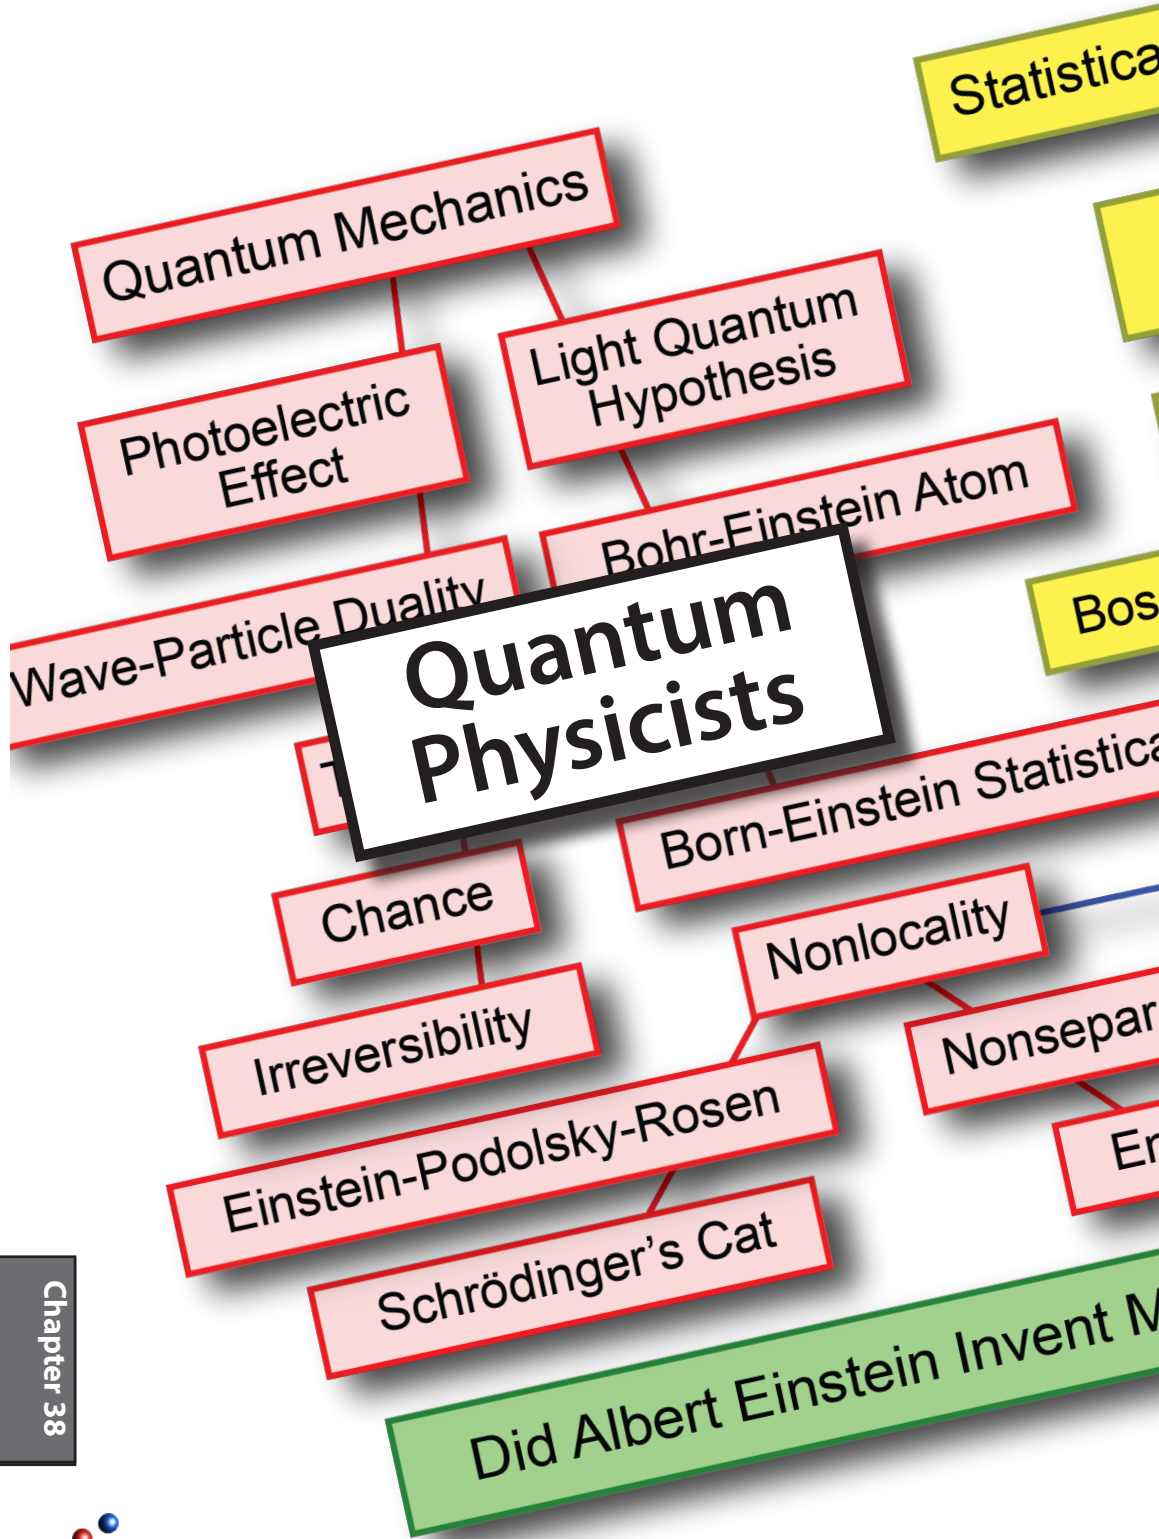 Statistica
Quantum Mechanics
Light Quantum
Hypothesis
Photoelectric
Effect
Bohr-Einstein Atom
Wave-Particle Duality
Bos
Quantum
Physicists
T
Born-Einstein Statistica
Chance
Nonlocality
Irreversibility
Nonsepar
Einstein-Podolsky-Rosen
En
Schrödinger’s Cat
Did Albert Einstein Invent M
Chapter 38